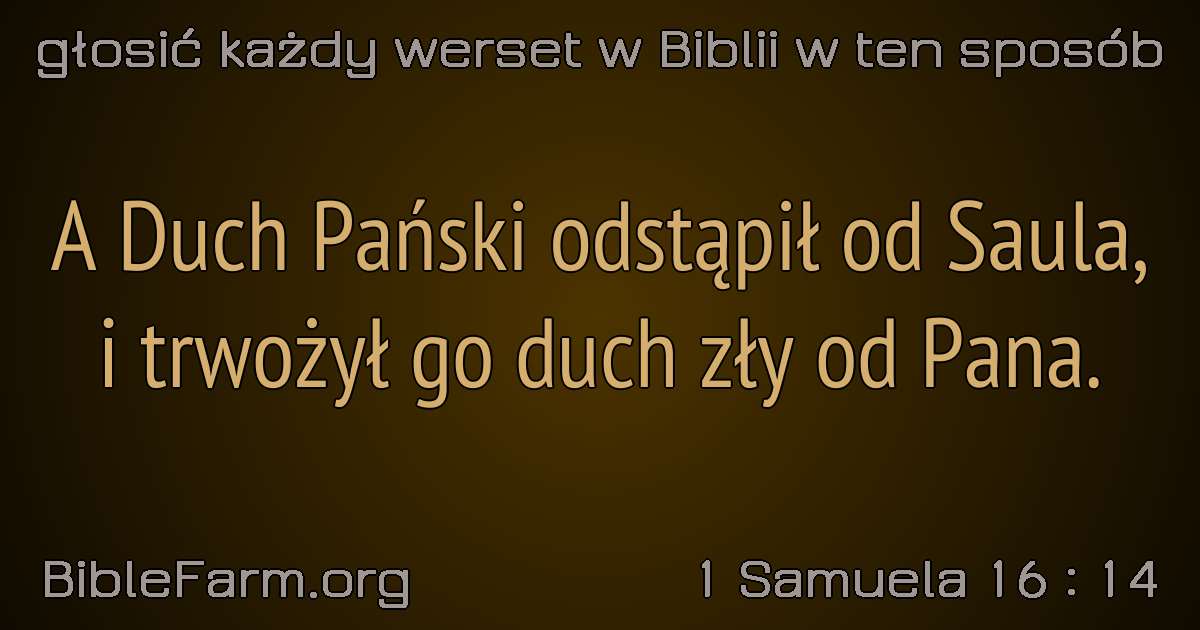 głosić każdy werset w Biblii w ten sposób
A Duch Pański odstąpił od Saula,
i trwożył go duch zły od Pana.
BibleFarm.org
1 Samuela 16 : 14